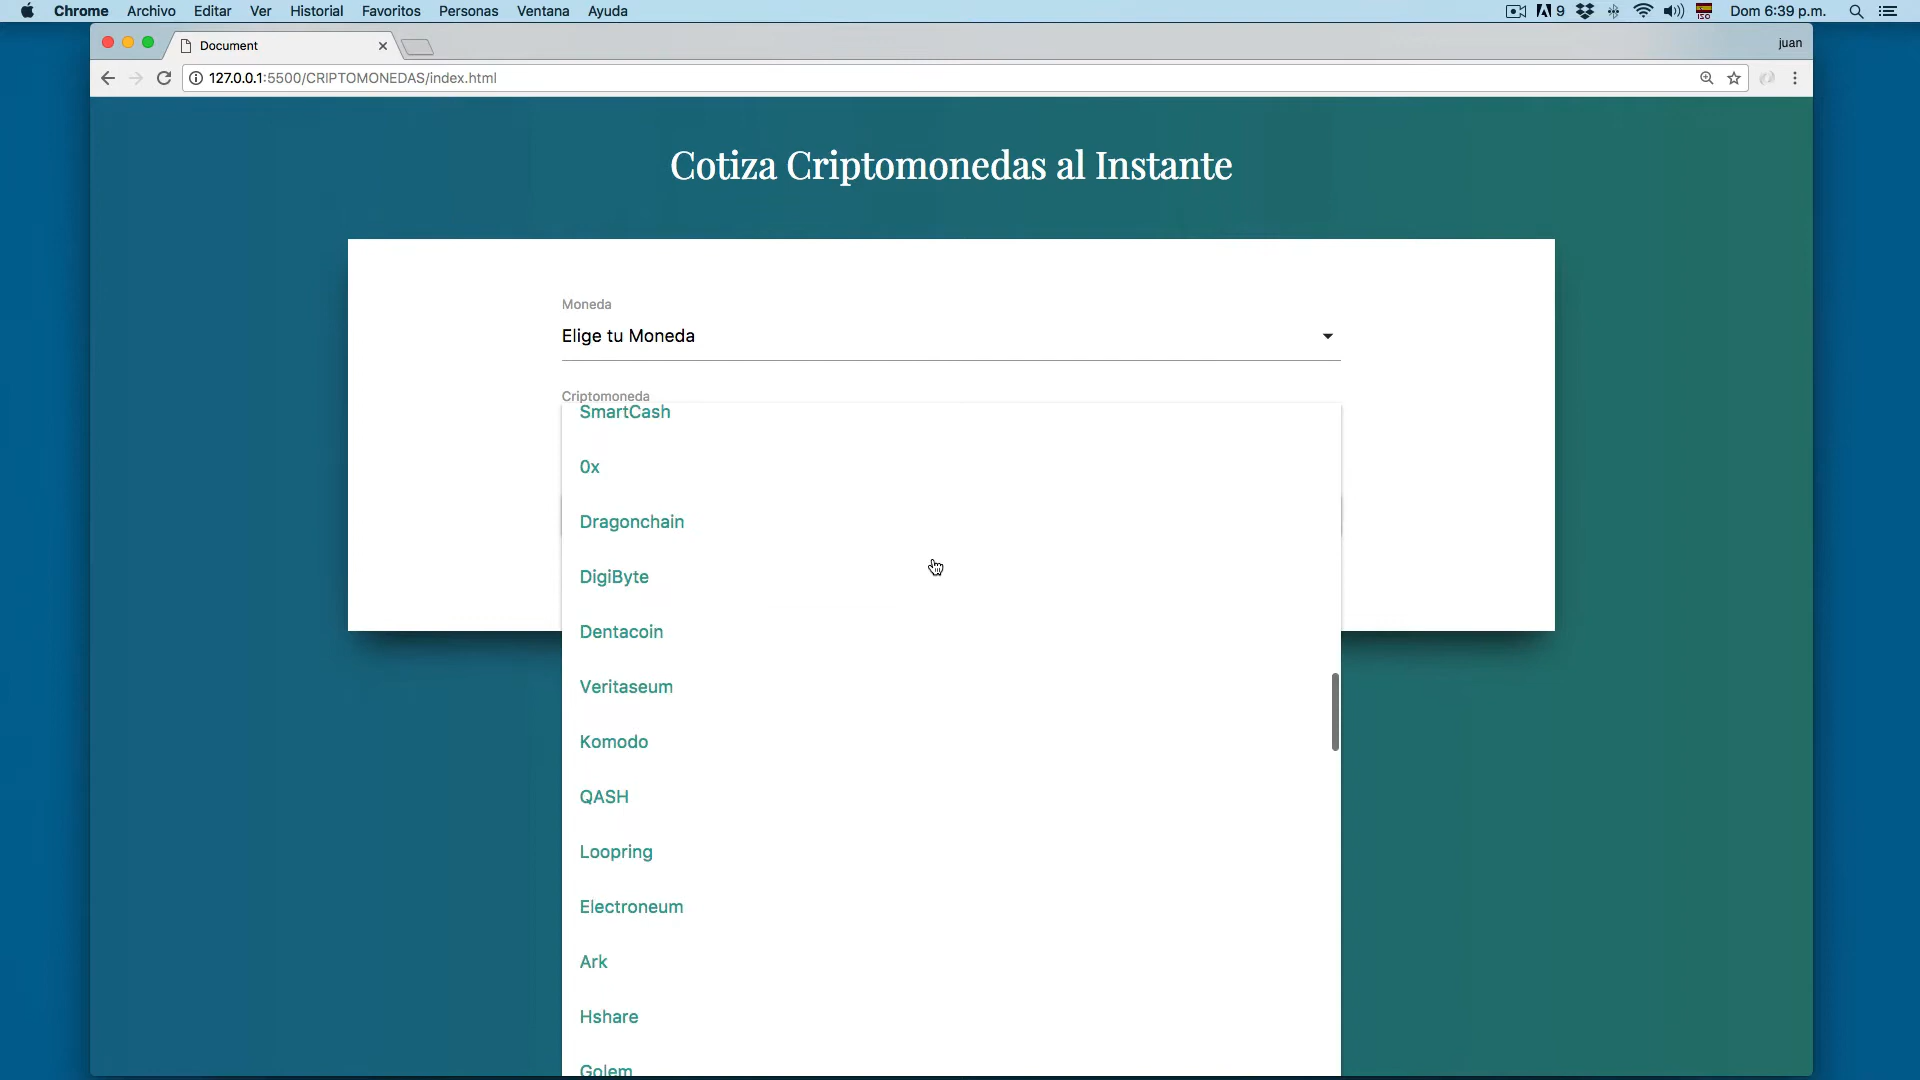 Chrome Archivo Editar Ver Historial Favoritos Personas Ventana Ayuda 9 ISO Dom 6:39 p.m.
Document juan
127.0.0.1:5500/CRIPTOMONEDAS/index.html
Cotiza Criptomonedas al Instante
Moneda
Elige tu Moneda
Criptomoneda
SmartCash
0x
Dragonchain
DigiByte
Dentacoin
Veritaseum
Komodo
QASH
Loopring
Electroneum
Ark
Hshare
Golem